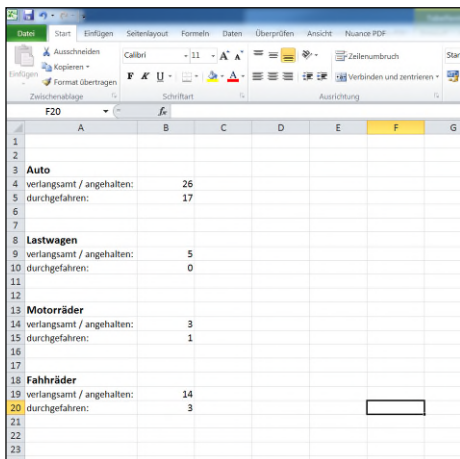 Datei Start Einfügen Seitenlayout Formeln Daten Überprüfen Ansicht Nuance PDF
Ausschneiden
Kopieren
Format übertragen
Einfügen
Zwischenablage
Calibri 11 A A
F K U A
Schriftart
Zeilenumbruch
Verbinden und zentrieren
Ausrichtung
F20 fx
A B C D E F G
1
2
3 Auto
4 verlangsamt / angehalten: 26
5 durchgefahren: 17
6
7
8 Lastwagen
9 verlangsamt / angehalten: 5
10 durchgefahren: 0
11
12
13 Motorräder
14 verlangsamt / angehalten: 3
15 durchgefahren: 1
16
17
18 Fahhräder
19 verlangsamt / angehalten: 14
20 durchgefahren: 3
21
22
23